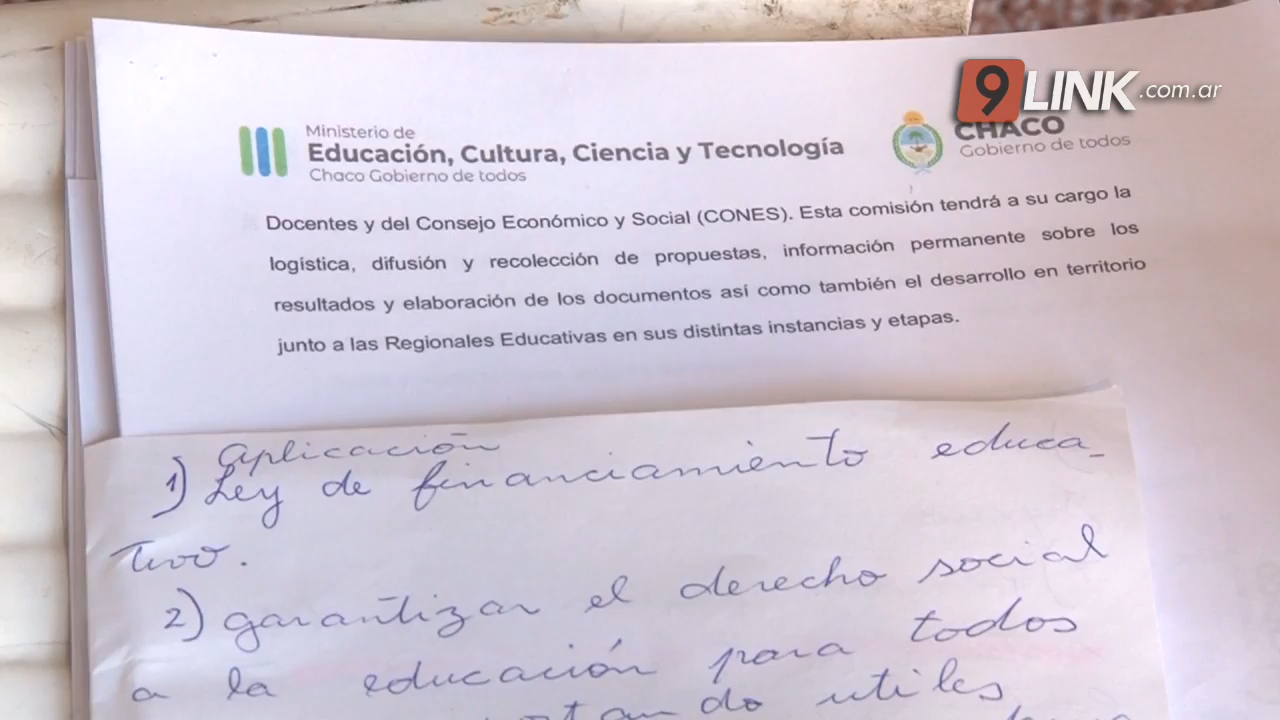 9 LINK.com.ar
Ministerio de
Educación, Cultura, Ciencia y Tecnología
Chaco Gobierno de todos
CHACO
Gobierno de todos
Docentes y del Consejo Económico y Social (CONES). Esta comisión tendrá a su cargo la
logística, difusión y recolección de propuestas, información permanente sobre los
resultados y elaboración de los documentos así como también el desarrollo en territorio
junto a las Regionales Educativas en sus distintas instancias y etapas.
aplicación
1) Ley de financiamiento educa-
tivo.
2) garantizar el derecho social
a la educación para todos
utiles